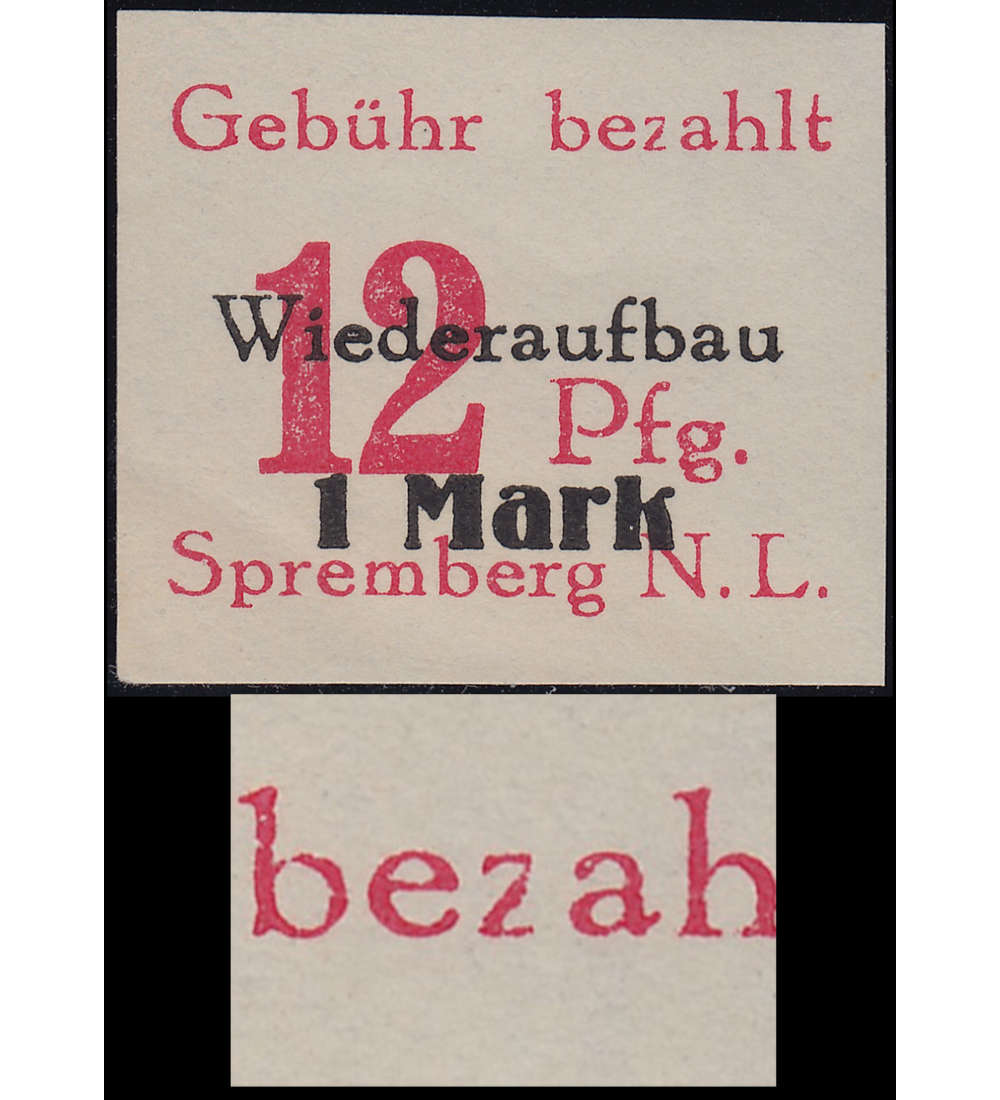 Gebühr bezahlt
12
Wiederaufbau
Pfg.
1 Mark
Spremberg N. L.
bezah